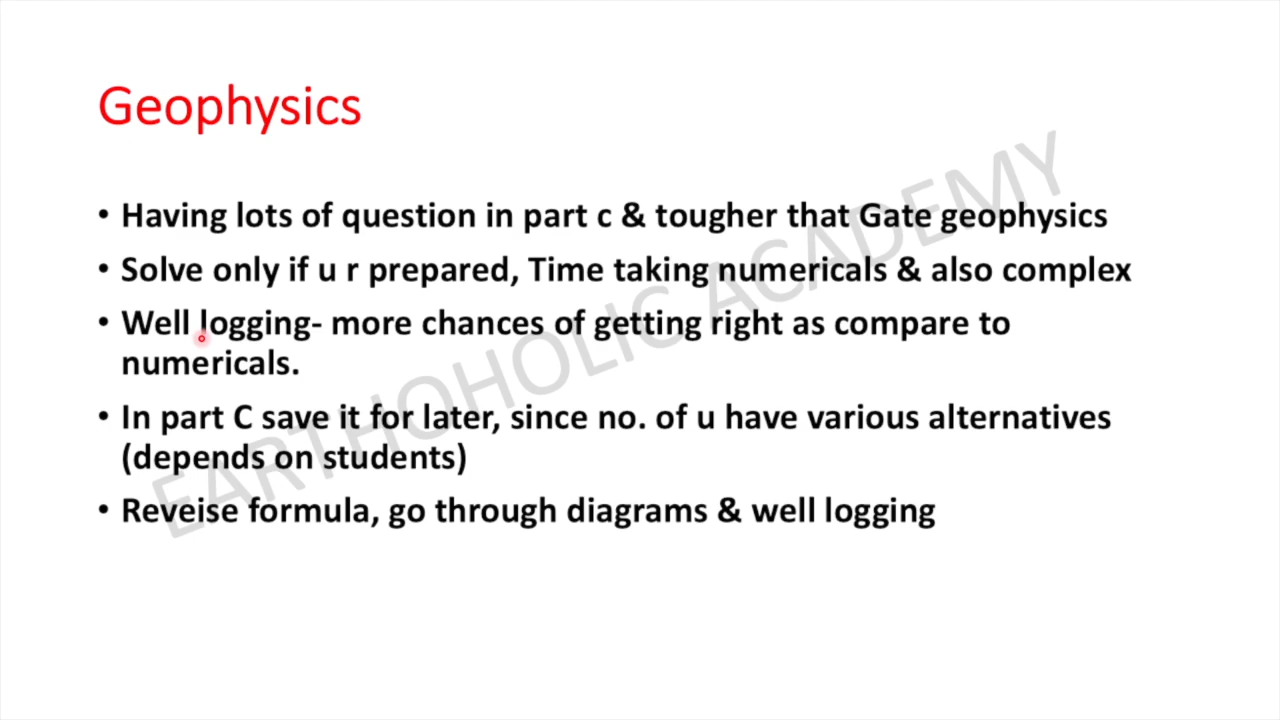 Geophysics
• Having lots of question in part c & tougher that Gate geophysics
• Solve only if u r prepared, Time taking numericals & also complex
• Well logging- more chances of getting right as compare to
numericals.
• In part C save it for later, since no. of u have various alternatives
(depends on students)
• Reveise formula, go through diagrams & well logging
EARTHOHOLIC ACADEMY